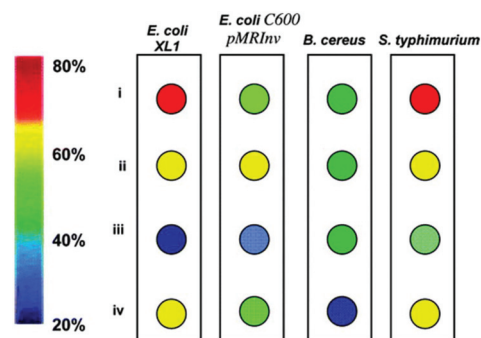 E. coli
XL1
E. coli C600
pMRInv
B. cereus
S. typhimurium
80%
60%
40%
20%
i
ii
iii
iv